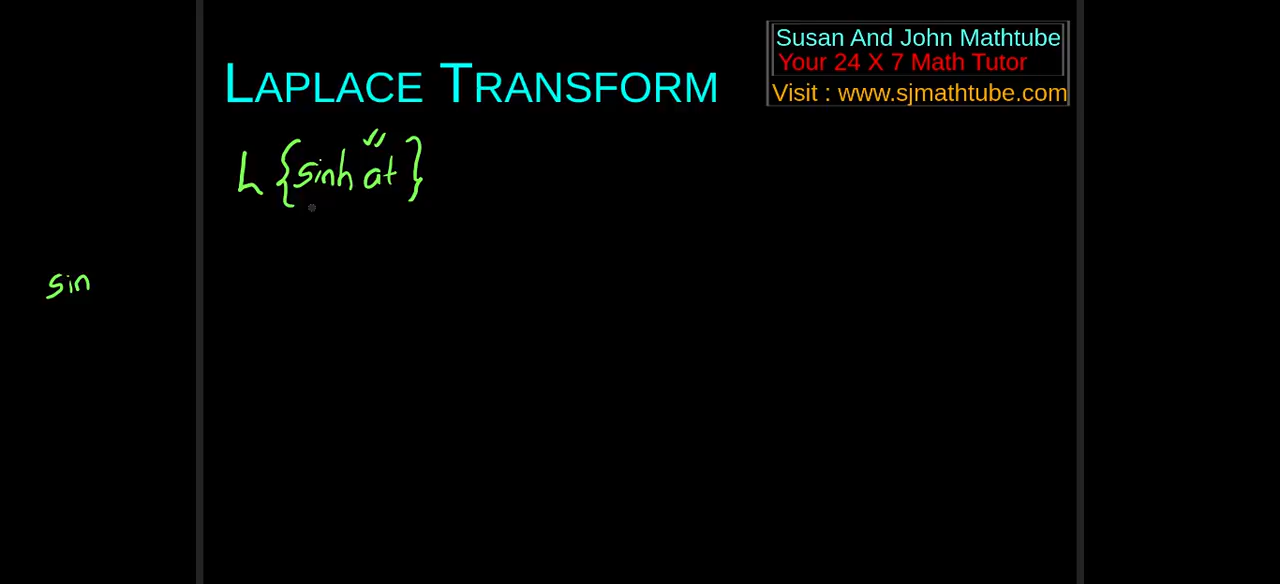 Susan And John Mathtube
Your 24 X 7 Math Tutor
Visit : www.sjmathtube.com
LAPLACE TRANSFORM
L {sinh at}
sin